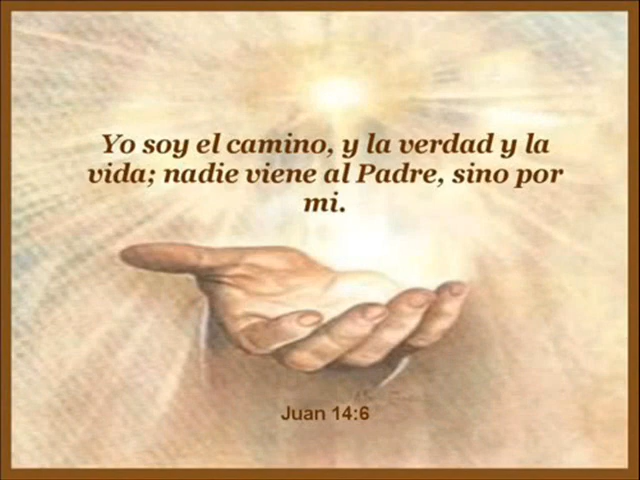 Yo soy el camino, y la verdad y la
vida; nadie viene al Padre, sino por
mi.
Juan 14:6